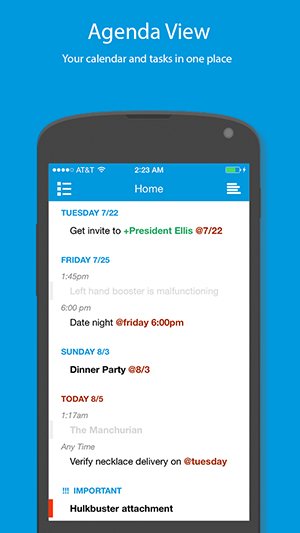 Agenda View
Your calendar and tasks in one place
AT&T 2:23 AM
Home
TUESDAY 7/22
Get invite to +President Ellis @7/22
FRIDAY 7/25
1:45pm
Left hand booster is malfunctioning
6:00 pm
Date night @friday 6:00pm
SUNDAY 8/3
Dinner Party @8/3
TODAY 8/5
1:17am
The Manchurian
Any Time
Verify necklace delivery on @tuesday
!!! IMPORTANT
Hulkbuster attachment